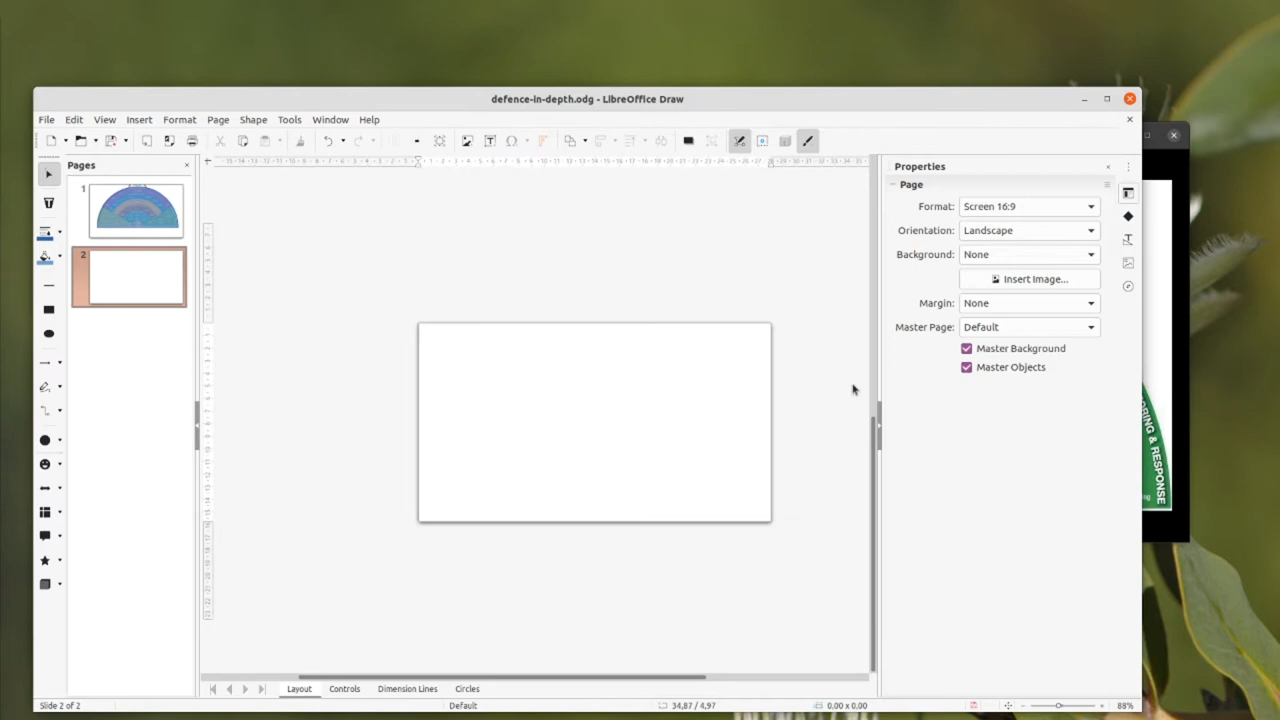 defence-in-depth.odg - LibreOffice Draw
File Edit View Insert Format Page Shape Tools Window Help
Pages
1
2
Properties
Page
Format: Screen 16:9
Orientation: Landscape
Background: None
Insert Image...
Margin: None
Master Page: Default
Master Background
Master Objects
& RESPONSE
Layout Controls Dimension Lines Circles
Slide 2 of 2 Default 34,87 / 4,97 0,00 x 0,00 88%